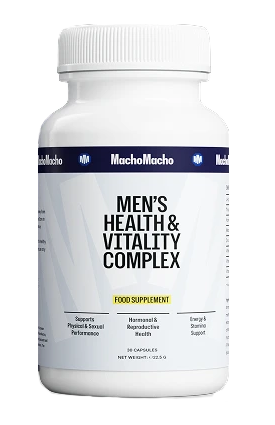 MachoMacho
MachoMacho
MachoMacho
MEN'S
HEALTH &
VITALITY
COMPLEX
FOOD SUPPLEMENT
Supports
Physical & Sexual
Performance
Hormonal &
Reproductive
Health
Energy &
Stamina
Support
30 CAPSULES